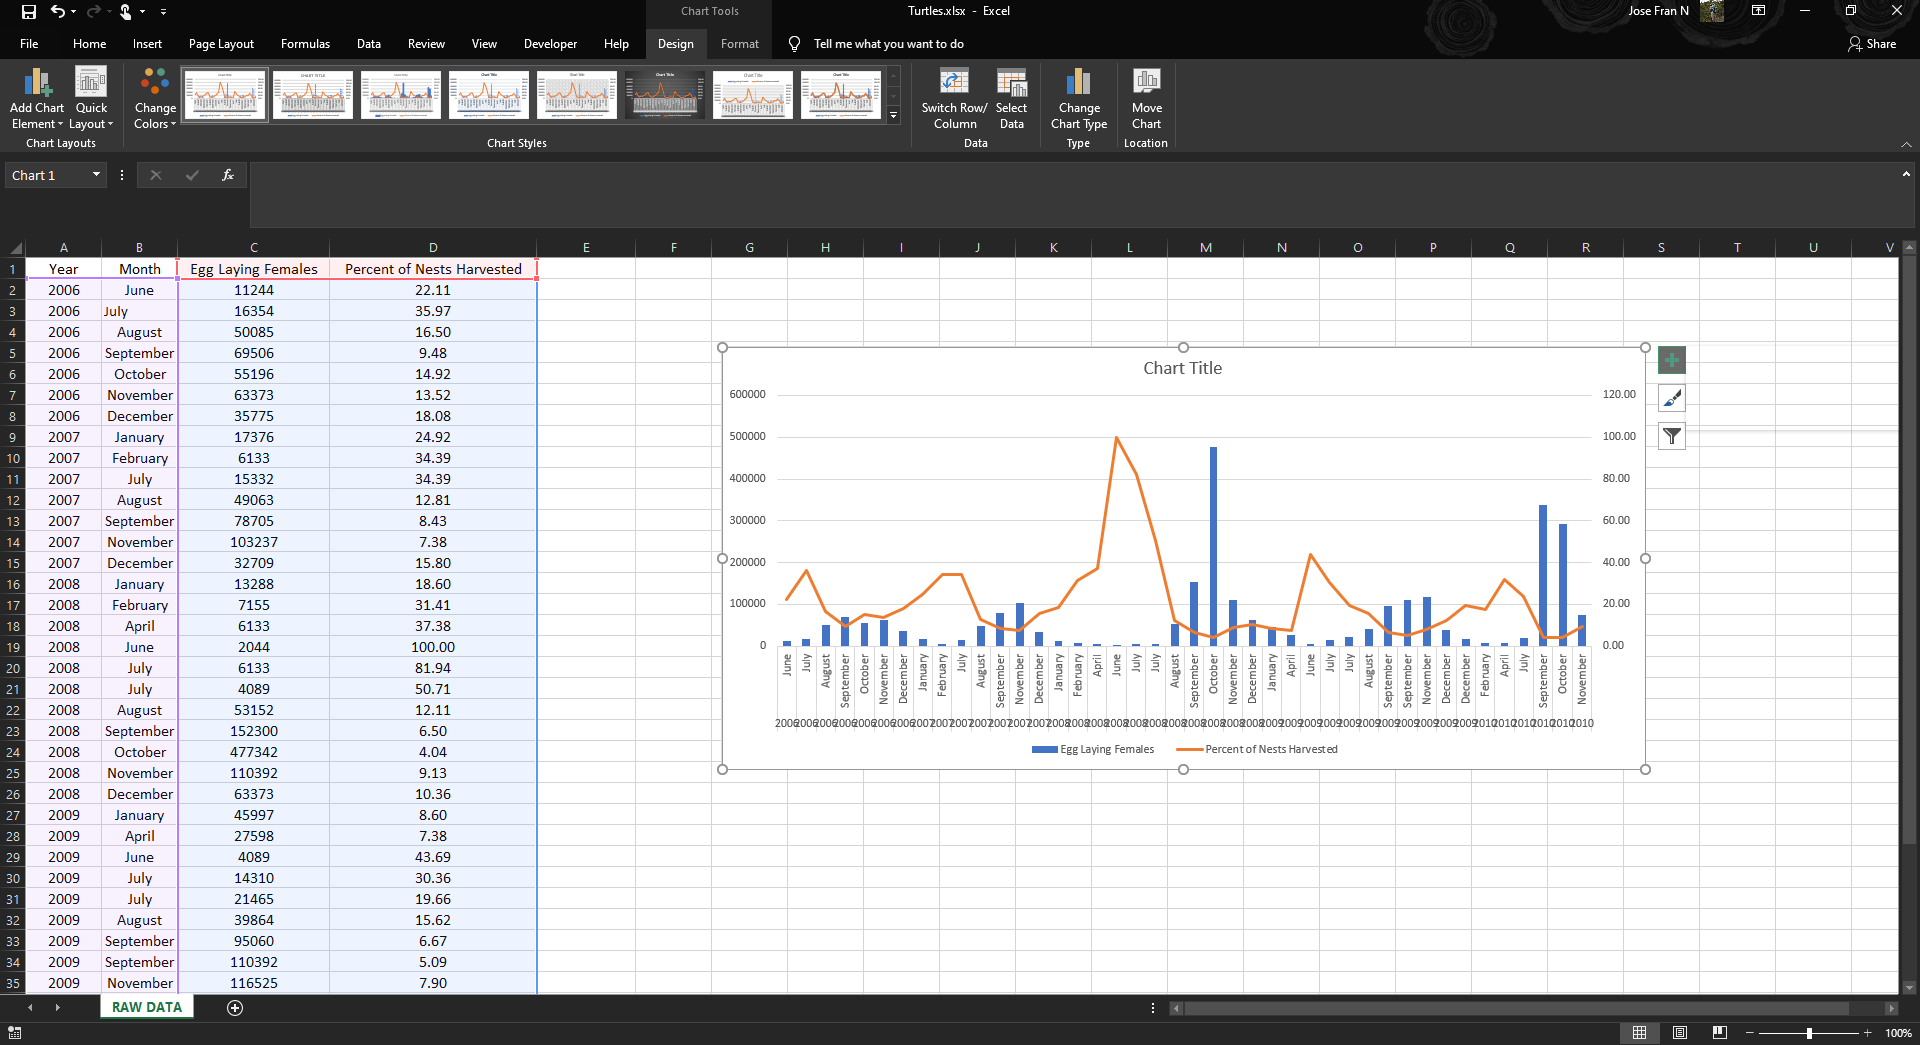 Chart Tools
Turtles.xlsx - Excel
Jose Fran N
File Home Insert Page Layout Formulas Data Review View Developer Help Design Format Tell me what you want to do Share
Add Chart Element Quick Layout Change Colors Switch Row/ Column Select Data Change Chart Type Move Chart
Chart Layouts Chart Styles Data Type Location
Chart 1 fx
A B C D E F G H I J K L M N O P Q R S T U V
1 Year Month Egg Laying Females Percent of Nests Harvested
2 2006 June 11244 22.11
3 2006 July 16354 35.97
4 2006 August 50085 16.50
5 2006 September 69506 9.48
6 2006 October 55196 14.92
7 2006 November 63373 13.52
8 2006 December 35775 18.08
9 2007 January 17376 24.92
10 2007 February 6133 34.39
11 2007 July 15332 34.39
12 2007 August 49063 12.81
13 2007 September 78705 8.43
14 2007 November 103237 7.38
15 2007 December 32709 15.80
16 2008 January 13288 18.60
17 2008 February 7155 31.41
18 2008 April 6133 37.38
19 2008 June 2044 100.00
20 2008 July 6133 81.94
21 2008 July 4089 50.71
22 2008 August 53152 12.11
23 2008 September 152300 6.50
24 2008 October 477342 4.04
25 2008 November 110392 9.13
26 2008 December 63373 10.36
27 2009 January 45997 8.60
28 2009 April 27598 7.38
29 2009 June 4089 43.69
30 2009 July 14310 30.36
31 2009 July 21465 19.66
32 2009 August 39864 15.62
33 2009 September 95060 6.67
34 2009 September 110392 5.09
35 2009 November 116525 7.90
Chart Title
600000 120.00
500000 100.00
400000 80.00
300000 60.00
200000 40.00
100000 20.00
0 0.00
June July August September October November December January February July August September November December January February April June July July August September October November December January April June July July August September September November December December February April July September October November
2006 2006 2006 2006 2006 2006 2006 2007 2007 2007 2007 2007 2007 2007 2008 2008 2008 2008 2008 2008 2008 2008 2008 2008 2008 2009 2009 2009 2009 2009 2009 2009 2009 2009 2009 2009 2010 2010 2010 2010 2010 2010
Egg Laying Females Percent of Nests Harvested
RAW DATA
100%